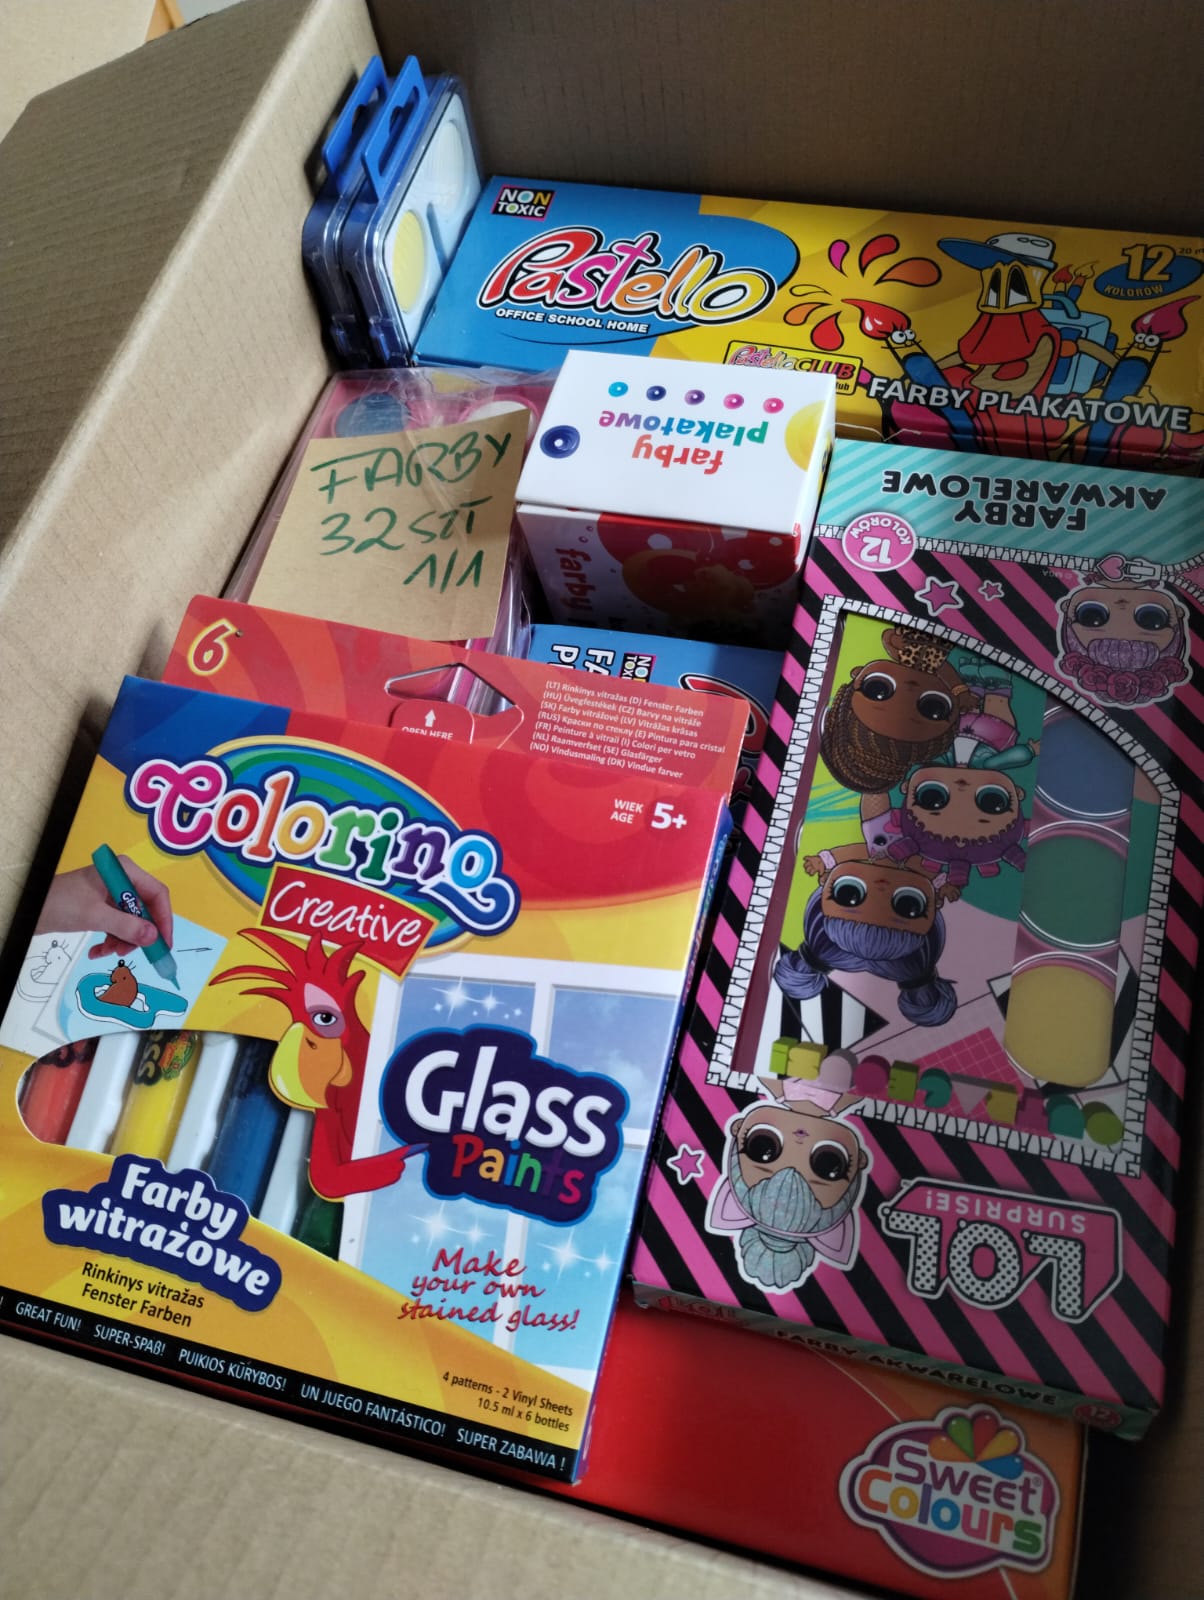 NON
TOXIC
Pastello
OFFICE SCHOOL HOME
12
20 m
KOLORÓW
Pastello CLUB
FARBY PLAKATOWE
farby
plakatowe
farby
FARBY
32 SZT
1/1
FARBY
AKWARELOWE
12
KOLORÓW
LOL
SURPRISE!
FARBY AKWARELOWE
12
6
OPEN HERE
(LT) Rinkinys vitražas (D) Fenster Farben
(HU) Üvegfestékek (CZ) Barvy na vitráže
(SK) Farby vitrážové (LV) Vitrāžas krāsas
(RUS) Краски по стеклу (E) Pintura para cristal
(FR) Peinture à vitrail (I) Colori per vetro
(NL) Raamverfset (SE) Glasfärger
(NO) Vindusmaling (DK) Vindue farver
WIEK
AGE 5+
Colorino
Creative
Glass
Paints
Farby
witrażowe
Rinkinys vitražas
Fenster Farben
Make
your own
stained glass!
4 patterns - 2 Vinyl Sheets
10.5 ml x 6 bottles
GREAT FUN! SUPER-SPAß! PUIKIOS KŪRYBOS! UN JUEGO FANTÁSTICO! SUPER ZABAWA !
Sweet
Colours